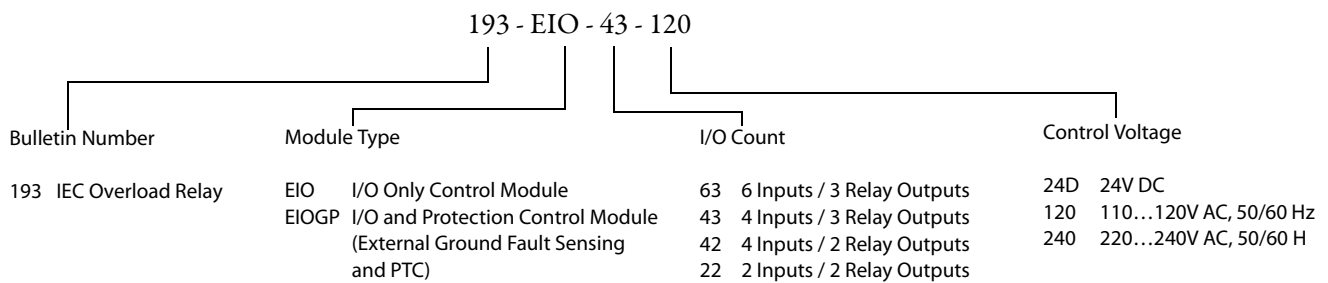 193 - EIO - 43 - 120
Bulletin Number
193 IEC Overload Relay
Module Type
EIO I/O Only Control Module
EIOGP I/O and Protection Control Module
(External Ground Fault Sensing
and PTC)
I/O Count
63 6 Inputs / 3 Relay Outputs
43 4 Inputs / 3 Relay Outputs
42 4 Inputs / 2 Relay Outputs
22 2 Inputs / 2 Relay Outputs
Control Voltage
24D 24V DC
120 110…120V AC, 50/60 Hz
240 220…240V AC, 50/60 H